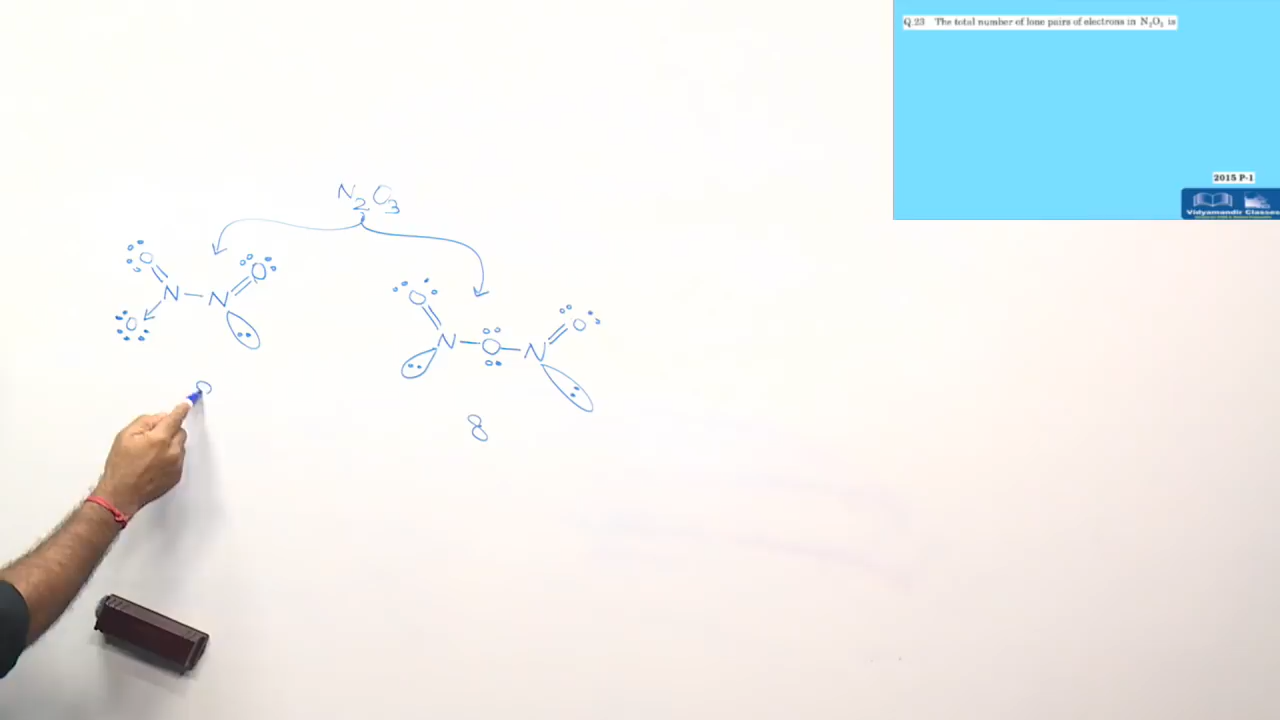 Q.23 The total number of lone pairs of electrons in N₂O₃ is
2015 P-1
Vidyamandir Classes
N₂O₃
O O
N — N
O
O O
N — O — N
8